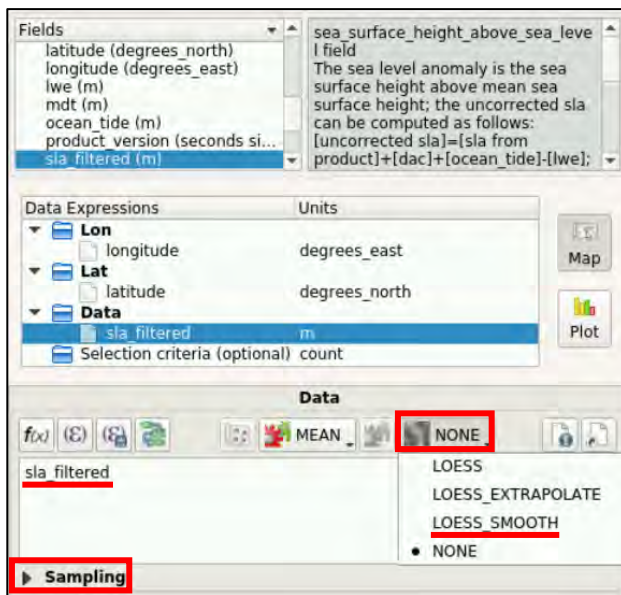 Fields
latitude (degrees_north)
longitude (degrees_east)
lwe (m)
mdt (m)
ocean_tide (m)
product_version (seconds si...
sla_filtered (m)
sea_surface_height_above_sea_leve
l field
The sea level anomaly is the sea
surface height above mean sea
surface height; the uncorrected sla
can be computed as follows:
[uncorrected sla]=[sla from
product]+[dac]+[ocean_tide]-[lwe];
Data Expressions Units
Lon
longitude degrees_east
Lat
latitude degrees_north
Data
sla_filtered m
Selection criteria (optional) count
Map
Plot
Data
f(x) (Ɛ) (Ɛ) MEAN NONE
sla_filtered
LOESS
LOESS_EXTRAPOLATE
LOESS_SMOOTH
NONE
Sampling